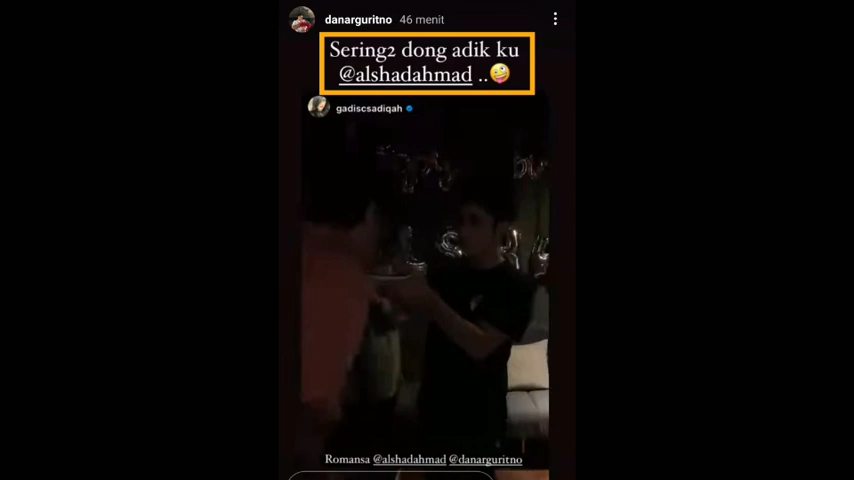 danarguritno 46 menit
Sering2 dong adik ku
@alshadahmad ..🤪
gadiscsadiqah
Romansa @alshadahmad @danarguritno